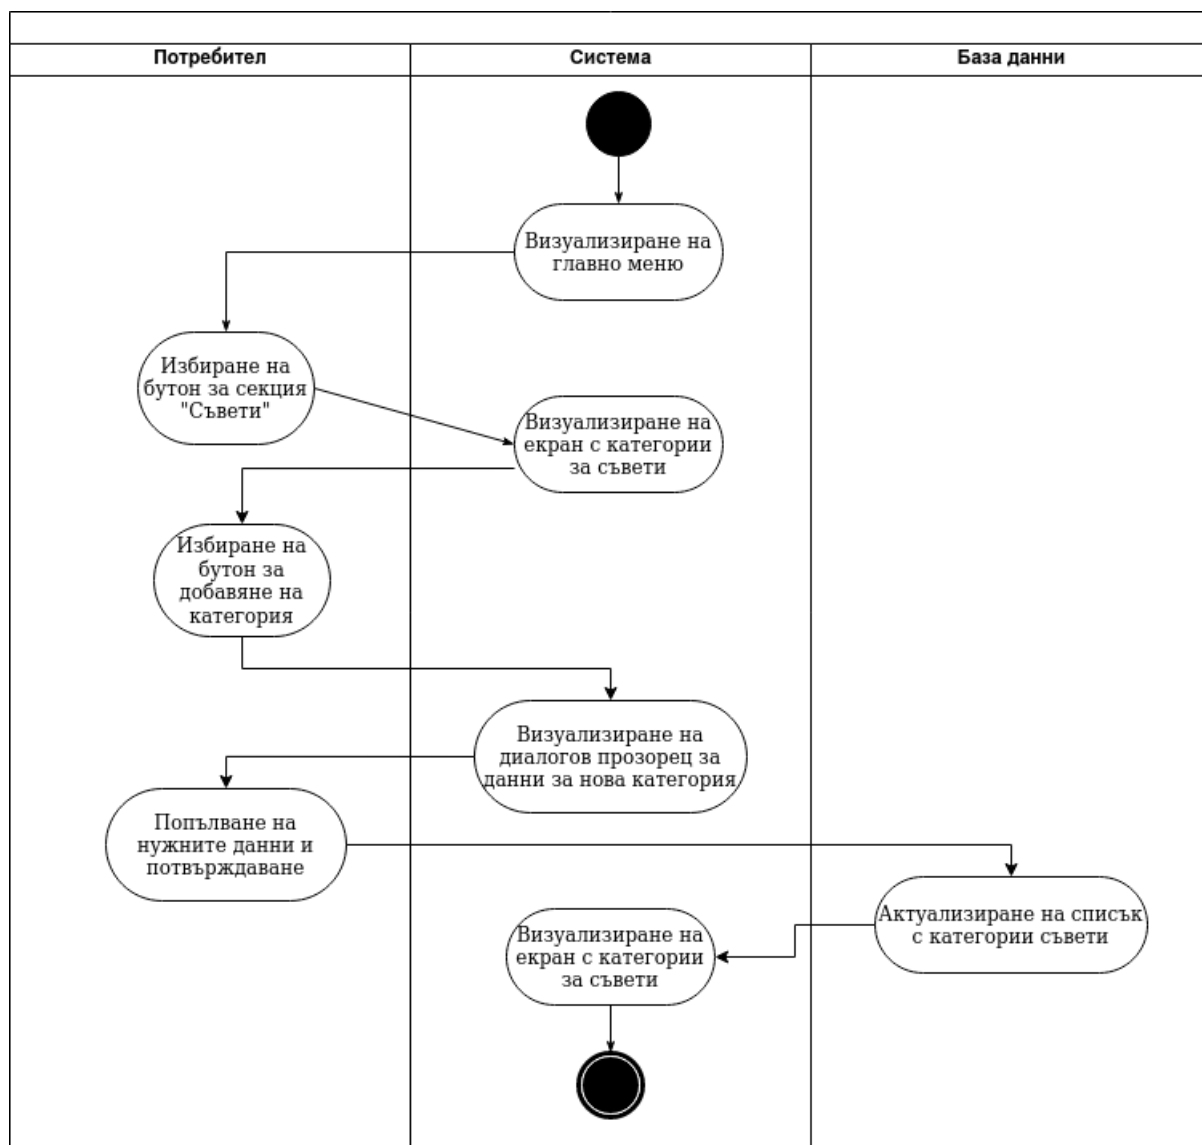 Потребител
Система
База данни
Визуализиране на
главно меню
Избиране на
бутон за секция
"Съвети"
Визуализиране на
екран с категории
за съвети
Избиране на
бутон за
добавяне на
категория
Визуализиране на
диалогов прозорец за
данни за нова категория
Попълване на
нужните данни и
потвърждаване
Актуализиране на списък
с категории съвети
Визуализиране на
екран с категории
за съвети